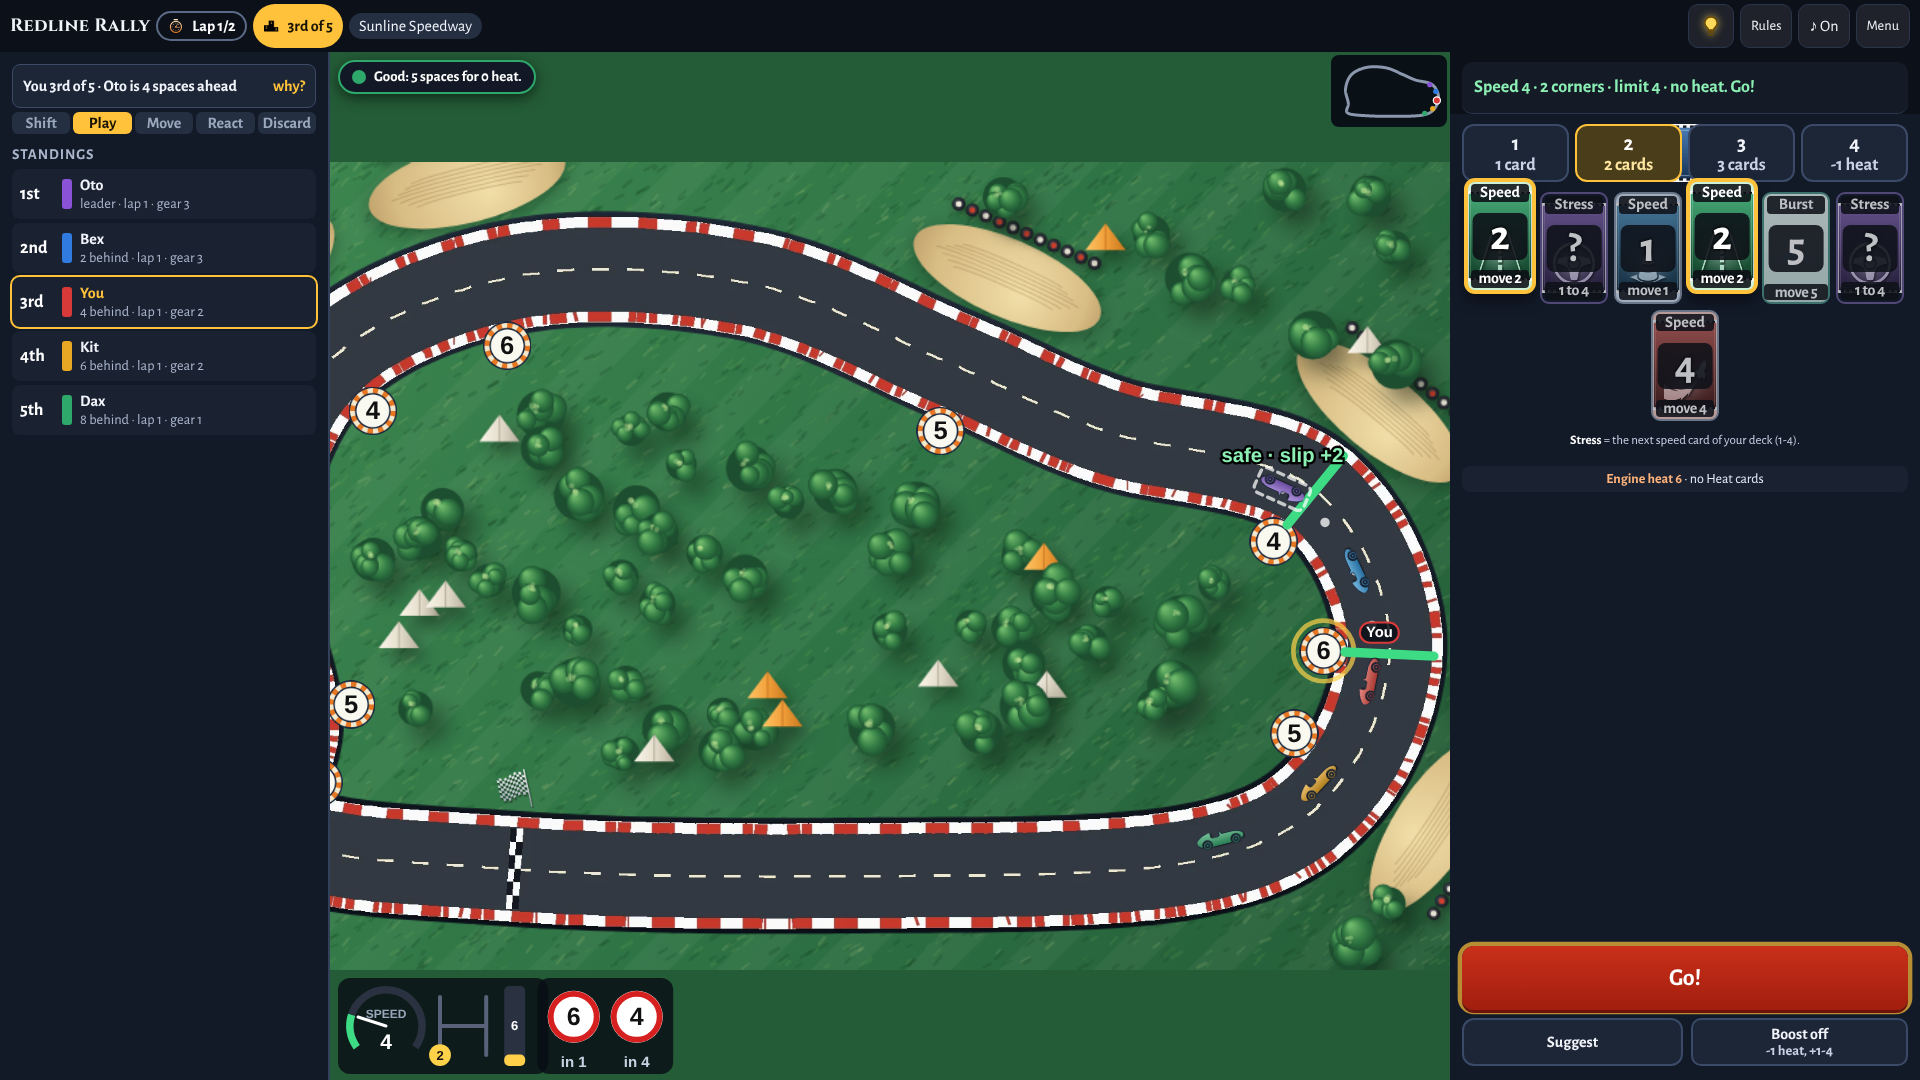 REDLINE RALLY
Lap 1/2
3rd of 5
Sunline Speedway
Rules
♪ On
Menu
You 3rd of 5 · Oto is 4 spaces ahead
why?
Shift
Play
Move
React
Discard
STANDINGS
1st
Oto
leader · lap 1 · gear 3
2nd
Bex
2 behind · lap 1 · gear 3
3rd
You
4 behind · lap 1 · gear 2
4th
Kit
6 behind · lap 1 · gear 2
5th
Dax
8 behind · lap 1 · gear 1
Good: 5 spaces for 0 heat.
6
4
5
safe · slip +2
4
You
6
5
5
SPEED
4
2
6
6
in 1
4
in 4
Speed 4 · 2 corners · limit 4 · no heat. Go!
1
1 card
2
2 cards
3
3 cards
4
-1 heat
Speed
2
move 2
Stress
?
1 to 4
Speed
1
move 1
Speed
2
move 2
Burst
5
move 5
Stress
?
1 to 4
Speed
4
move 4
Stress = the next speed card of your deck (1-4).
Engine heat 6 · no Heat cards
Go!
Suggest
Boost off
-1 heat, +1-4